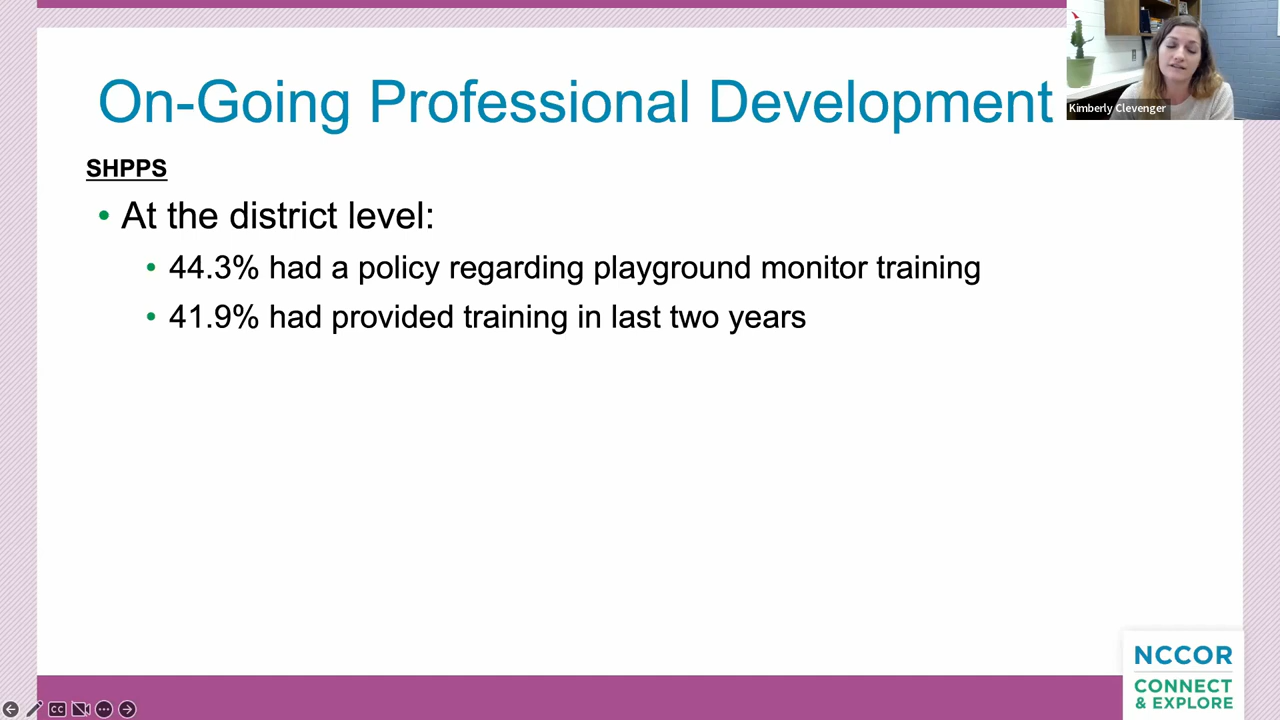 On-Going Professional Development
Kimberly Clevenger
SHPPS
• At the district level:
• 44.3% had a policy regarding playground monitor training
• 41.9% had provided training in last two years
NCCOR
CONNECT
& EXPLORE
CC